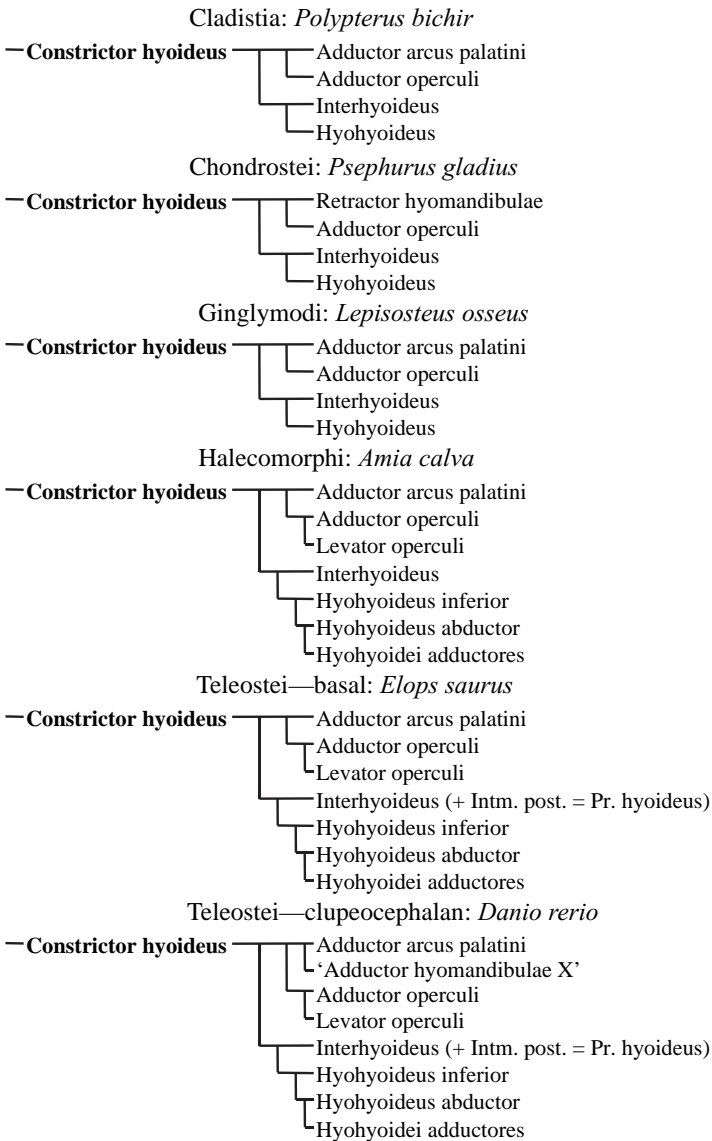 Cladistia: Polypterus bichir
Constrictor hyoideus Adductor arcus palatini
Adductor operculi
Interhyoideus
Hyohyoideus
Chondrostei: Psephurus gladius
Constrictor hyoideus Retractor hyomandibulae
Adductor operculi
Interhyoideus
Hyohyoideus
Ginglymodi: Lepisosteus osseus
Constrictor hyoideus Adductor arcus palatini
Adductor operculi
Interhyoideus
Hyohyoideus
Halecomorphi: Amia calva
Constrictor hyoideus Adductor arcus palatini
Adductor operculi
Levator operculi
Interhyoideus
Hyohyoideus inferior
Hyohyoideus abductor
Hyohyoidei adductores
Teleostei—basal: Elops saurus
Constrictor hyoideus Adductor arcus palatini
Adductor operculi
Levator operculi
Interhyoideus (+ Intm. post. = Pr. hyoideus)
Hyohyoideus inferior
Hyohyoideus abductor
Hyohyoidei adductores
Teleostei—clupeocephalan: Danio rerio
Constrictor hyoideus Adductor arcus palatini
‘Adductor hyomandibulae X’
Adductor operculi
Levator operculi
Interhyoideus (+ Intm. post. = Pr. hyoideus)
Hyohyoideus inferior
Hyohyoideus abductor
Hyohyoidei adductores